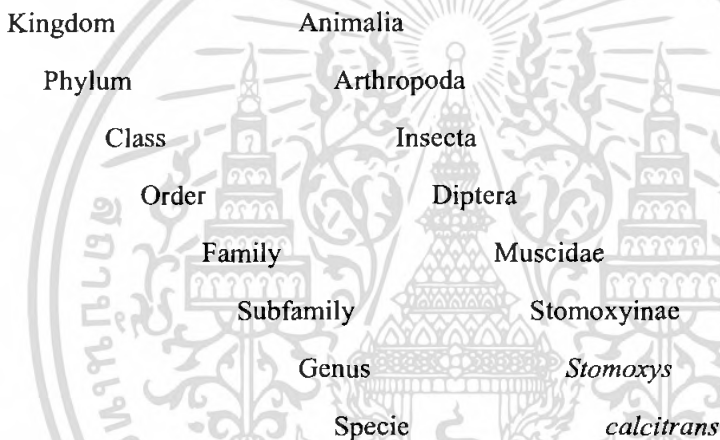 Kingdom Animalia
Phylum Arthropoda
Class Insecta
Order Diptera
Family Muscidae
Subfamily Stomoxyinae
Genus Stomoxys
Specie calcitrans